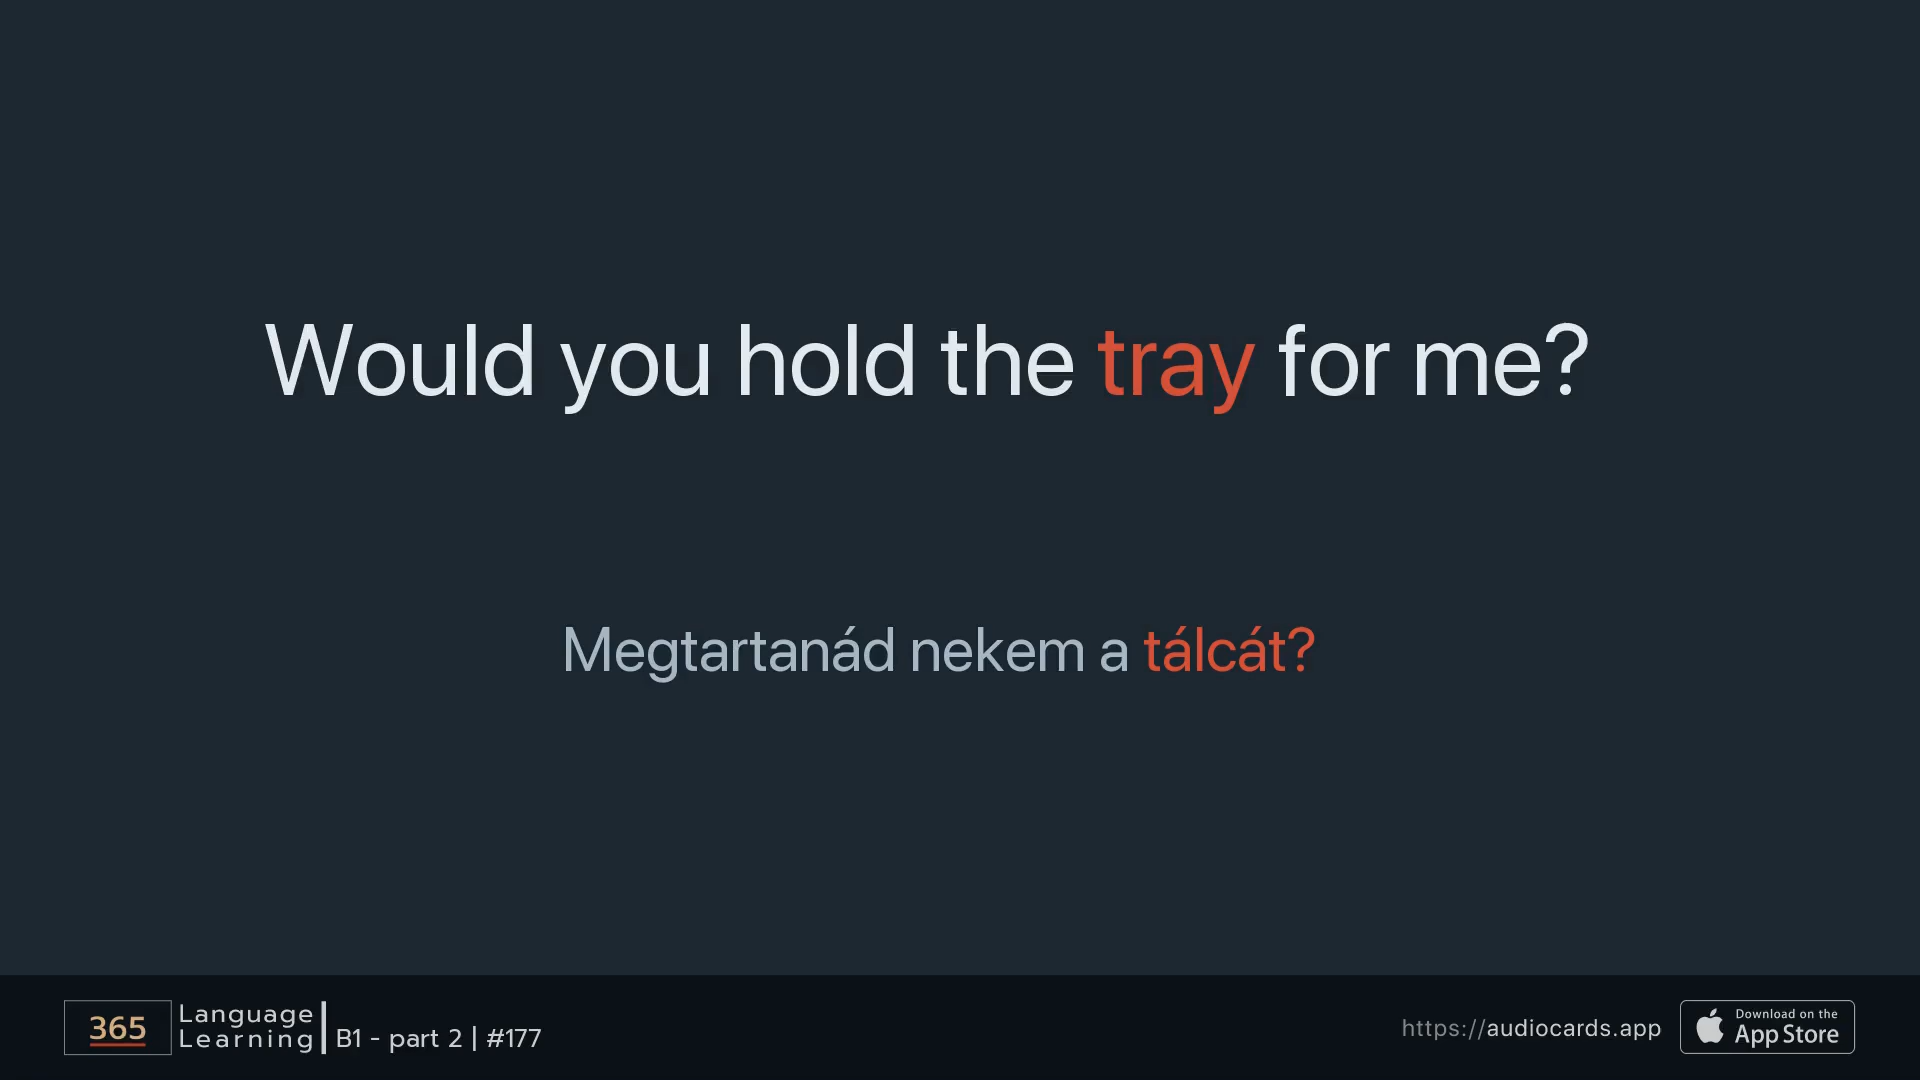 Would you hold the tray for me?
Megtartanád nekem a tálcát?
365 Language Learning
B1 - part 2 | #177
https://audiocards.app
Download on the
App Store